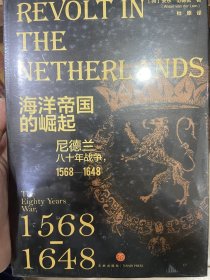 REVOLT IN
THE
NETHERLANDS
海洋帝国
的崛起
尼德兰
八十年战争,
1568—1648
The
Eighty Years
War,
1568
1648